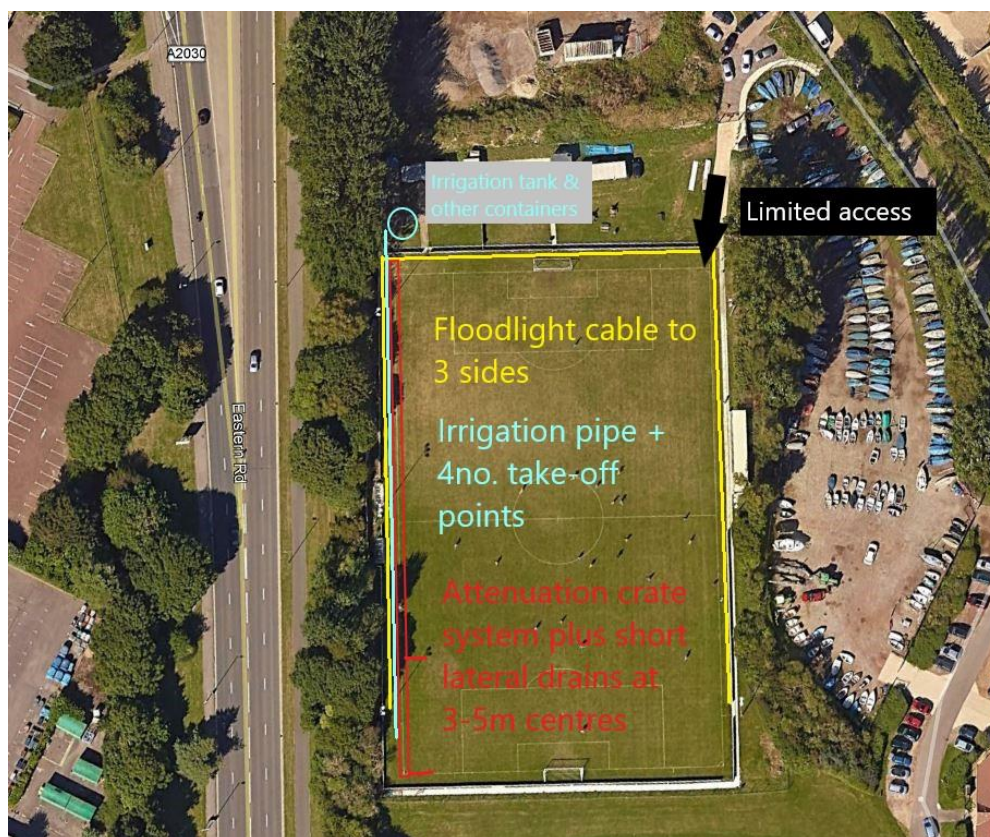 A2030
Irrigation tank &
other containers
Limited access
Floodlight cable to
3 sides
Eastern Rd
Irrigation pipe +
4no. take-off
points
Attenuation crate
system plus short
lateral drains at
3-5m centres